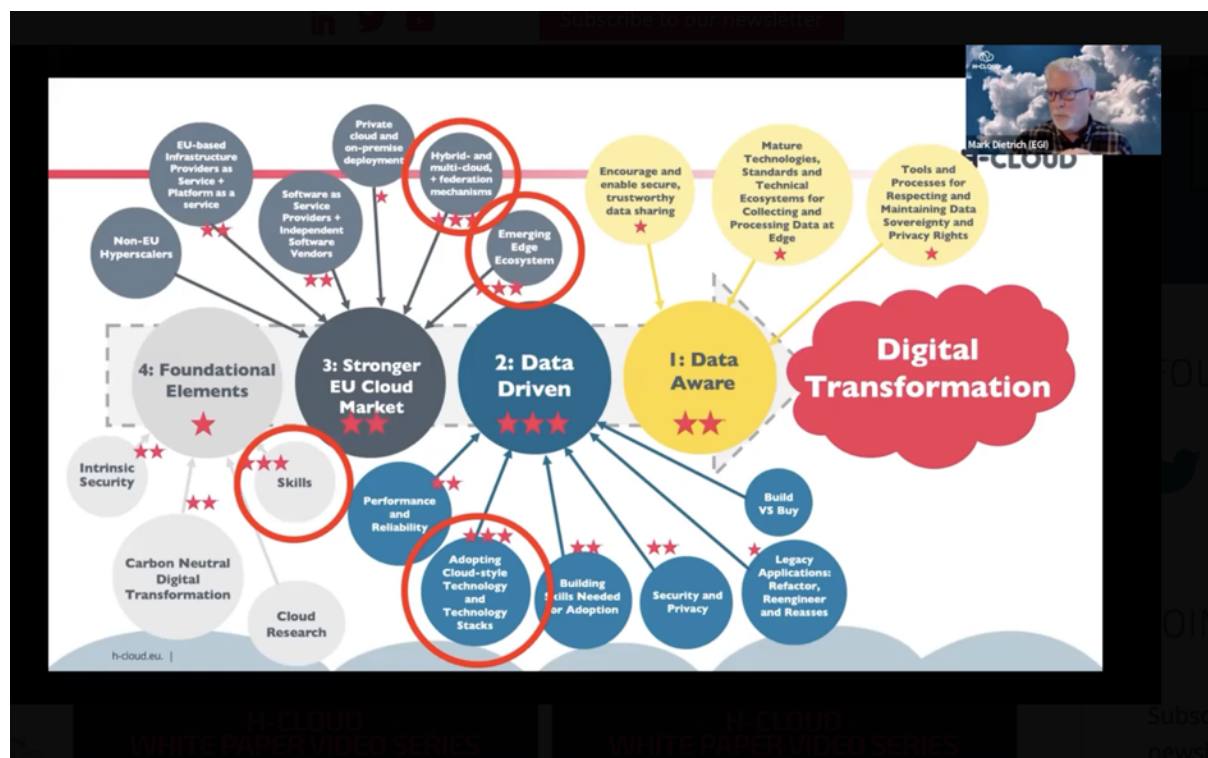 Subscribe to our newsletter
H-CLOUD
Mark Dietrich (EGI)
H-CLOUD
EU-based
Infrastructure
Providers as
Service +
Platform as a
service
Private
cloud and
on-premise
deployment
Hybrid- and
multi-cloud,
+ federation
mechanisms
Software as
Service
Providers +
Independent
Software
Vendors
Non-EU
Hyperscalers
Emerging
Edge
Ecosystem
Encourage and
enable secure,
trustworthy
data sharing
Mature
Technologies,
Standards and
Technical
Ecosystems for
Collecting and
Processing Data at
Edge
Tools and
Processes for
Respecting and
Maintaining Data
Sovereignty and
Privacy Rights
4: Foundational
Elements
3: Stronger
EU Cloud
Market
2: Data
Driven
1: Data
Aware
Digital
Transformation
Intrinsic
Security
Skills
Carbon Neutral
Digital
Transformation
Cloud
Research
Performance
and
Reliability
Adopting
Cloud-style
Technology
and
Technology
Stacks
Building
Skills Needed
for Adoption
Security and
Privacy
Build
VS Buy
Legacy
Applications:
Refactor,
Reengineer
and Reasses
h-cloud.eu. |
H-CLOUD
WHITE PAPER VIDEO SERIES
H-CLOUD
WHITE PAPER VIDEO SERIES